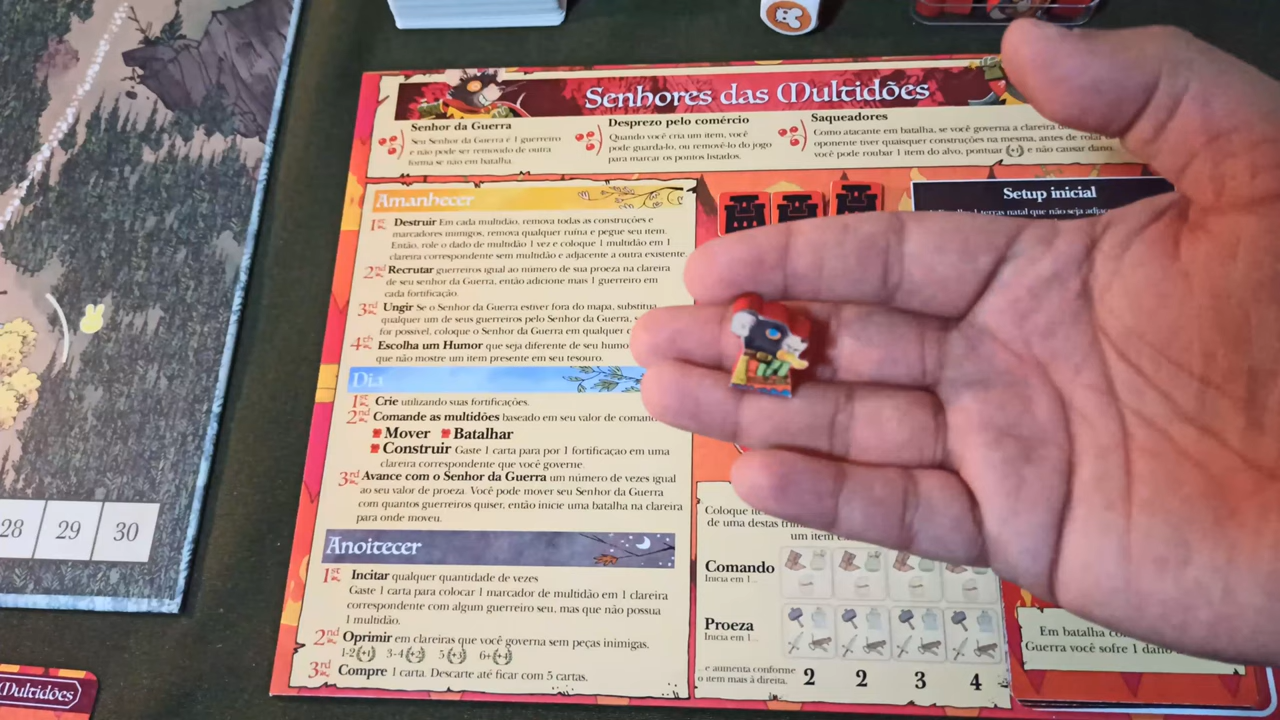 Senhores das Multidões
Senhor da Guerra
Seu Senhor da Guerra é 1 guerreiro
e não pode ser removido de outra
forma se não em batalha.
Desprezo pelo comércio
Quando você cria um item, você
pode guarda-lo, ou removê-lo do jogo
para marcar os pontos listados.
Saqueadores
Como atacante em batalha, se você governa a clareira
oponente tiver quaisquer construções na mesma, antes de rolar
você pode roubar 1 item do alvo, pontuar (+1) e não causar dano
Amanhecer
1st Destruir Em cada multidão, remova todas as construções e
marcadores inimigos, remova qualquer ruína e pegue seu item.
Então, role o dado de multidão 1 vez e coloque 1 multidão em 1
clareira correspondente sem multidão e adjacente a outra existente.
2nd Recrutar guerreiros igual ao número de sua proeza na clareira
de seu senhor da Guerra, então adicione mais 1 guerreiro em
cada fortificação.
3rd Ungir Se o Senhor da Guerra estiver fora do mapa, substitua
qualquer um de seus guerreiros pelo Senhor da Guerra,
for possível, coloque o Senhor da Guerra em qualquer
4th Escolha um Humor que seja diferente de seu humo
que não mostre um item presente em seu tesouro.
Dia
1st Crie utilizando suas fortificações.
2nd Comande as multidões baseado em seu valor de coman
Mover Batalhar
Construir Gaste 1 carta para por 1 fortificaçao em uma
clareira correspondente que você governe
3rd Avance com o Senhor da Guerra um número de vezes igual
ao seu valor de proeza. Você pode mover seu Senhor da Guerra
com quantos guerreiros quiser, então inicie uma batalha na clareira
para onde moveu.
Anoitecer
1st Incitar qualquer quantidade de vezes
Gaste 1 carta para colocar 1 marcador de multidão em 1 clareira
correspondente com algum guerreiro seu, mas que não possua
1 multidão.
2nd Oprimir em clareiras que você governa sem peças inimigas.
1-2 (+1) 3-4 (+2) 5 (+3) 6+ (+4)
3rd Compre 1 carta. Descarte até ficar com 5 cartas.
Setup inicial
1 terras natal que não seja adjac
Coloque
de uma destas
um item
Comando
Inicia em 1...
Proeza
Inicia em 1...
... e aumenta conforme
o item mais à direita.
2 2 3 4
Em batalha
Guerra você sofre 1 dano
28 29 30
Multidões